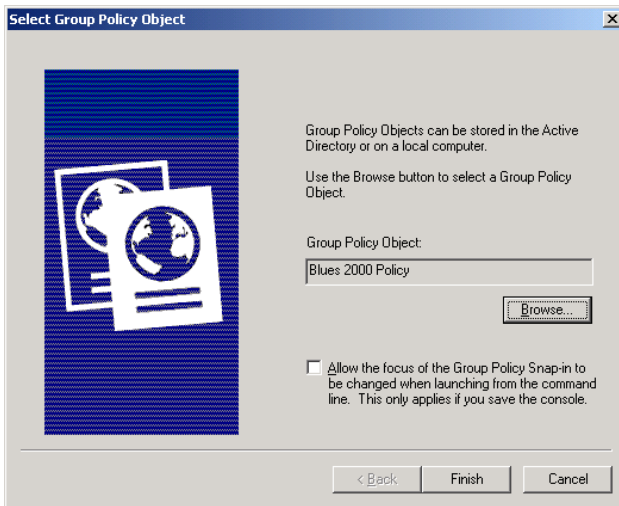 Select Group Policy Object
Group Policy Objects can be stored in the Active
Directory or on a local computer.
Use the Browse button to select a Group Policy
Object.
Group Policy Object:
Blues 2000 Policy
Browse...
Allow the focus of the Group Policy Snap-in to
be changed when launching from the command
line.  This only applies if you save the console.
< Back
Finish
Cancel